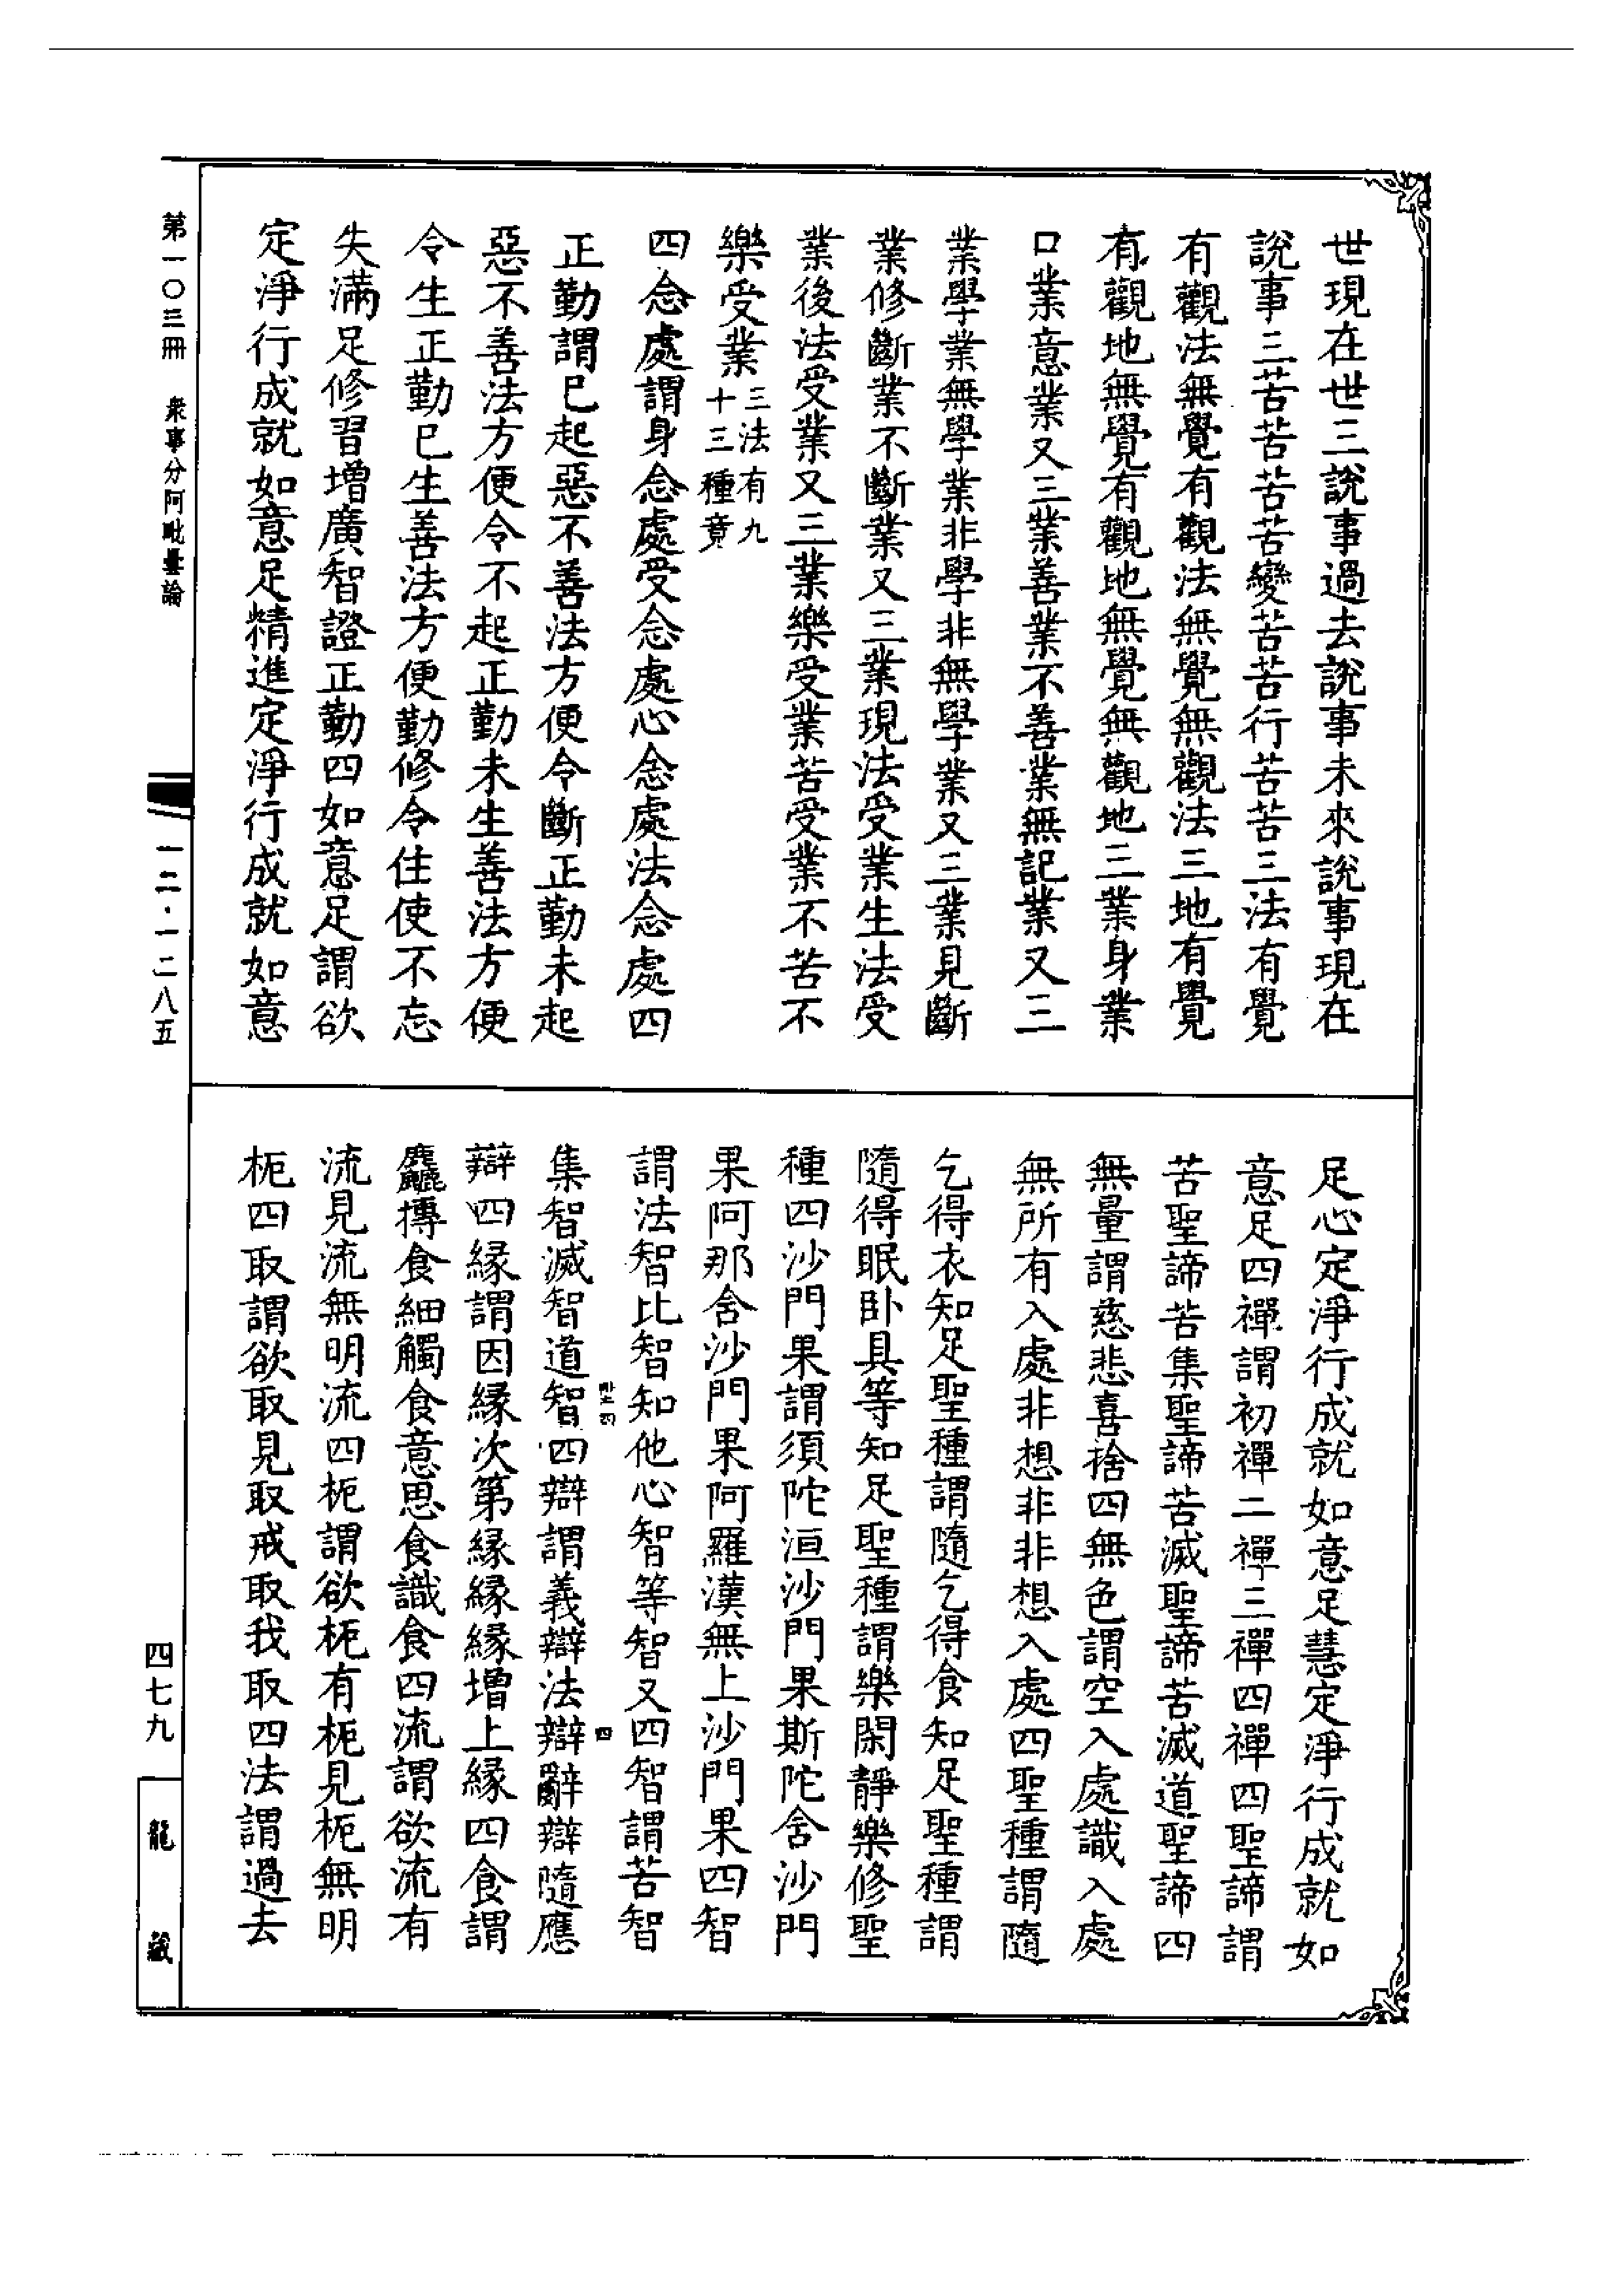 世現在世三說事過去說事未來說事現在
說事三苦苦苦變苦苦行苦苦三法有覺
有觀法無覺有觀法無覺無觀法三地有覺
有觀地無覺有觀地無覺無觀地三業身業
口業意業又三業善業不善業無記業又三
業學業無學業非學非無學業又三業見斷
業修斷業不斷業又三業現法受業生法受
業後法受業又三業樂受業苦受業不苦不
樂受業三法有九十三種竟
四念處謂身念處受念處心念處法念處四
正勤謂已起惡不善法方便令斷正勤未起
惡不善法方便令不起正勤未生善法方便
令生正勤已生善法方便勤修令住使不忘
失滿足修習增廣智證正勤四如意足謂欲
定淨行成就如意足精進定淨行成就如意
足心定淨行成就如意足慧定淨行成就如
意足四禪謂初禪二禪三禪四禪四聖諦謂
苦聖諦苦集聖諦苦滅聖諦苦滅道聖諦四
無量謂慈悲喜捨四無色謂空入處識入處
無所有入處非想非非想入處四聖種謂隨
乞得衣知足聖種謂隨乞得食知足聖種謂
隨得眠卧具等知足聖種謂樂閑靜樂修聖
種四沙門果謂須陀洹沙門果斯陀含沙門
果阿那含沙門果阿羅漢無上沙門果四智
謂法智比智知他心智等智又四智謂苦智
集智滅智道智四辯謂義辯法辯辭辯隨應
辯四緣謂因緣次第緣緣緣增上緣四食謂
麤摶食細觸食意思食識食四流謂欲流有
流見流無明流四枙謂欲枙有枙見枙無明
枙四取謂欲取見取戒取我取四法謂過去
第一〇三冊 衆事分阿毗曇論
一二·一二八五
四七九
龍藏